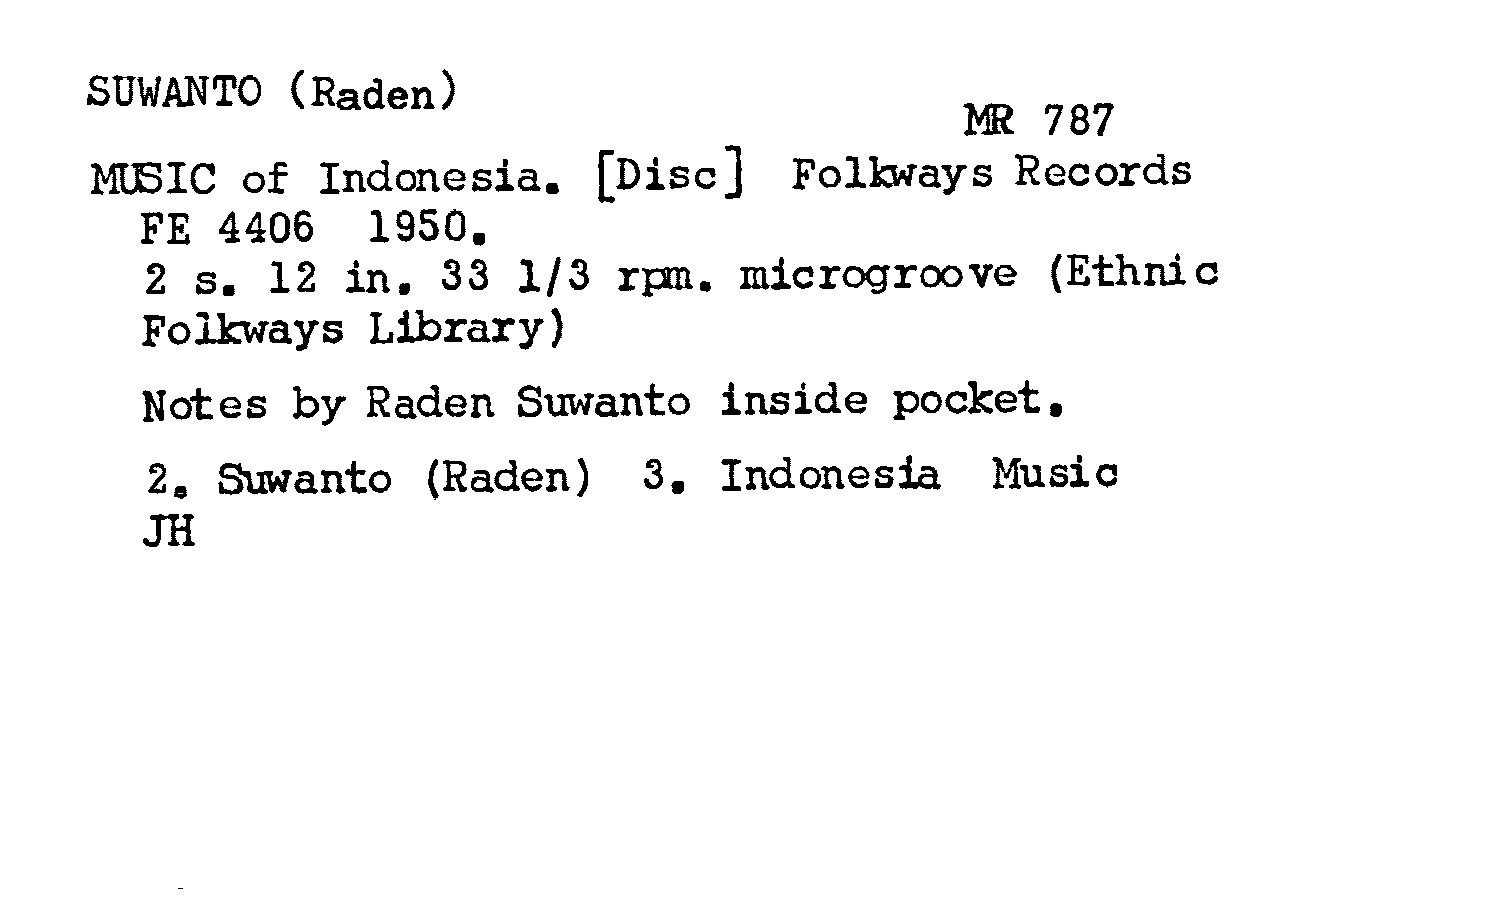 SUWANTO (Raden)
MR 787
MUSIC of Indonesia. [Disc] Folkways Records
FE 4406 1950.
2 s. 12 in. 33 1/3 rpm. microgroove (Ethnic
Folkways Library)
Notes by Raden Suwanto inside pocket.
2. Suwanto (Raden) 3. Indonesia Music
JH